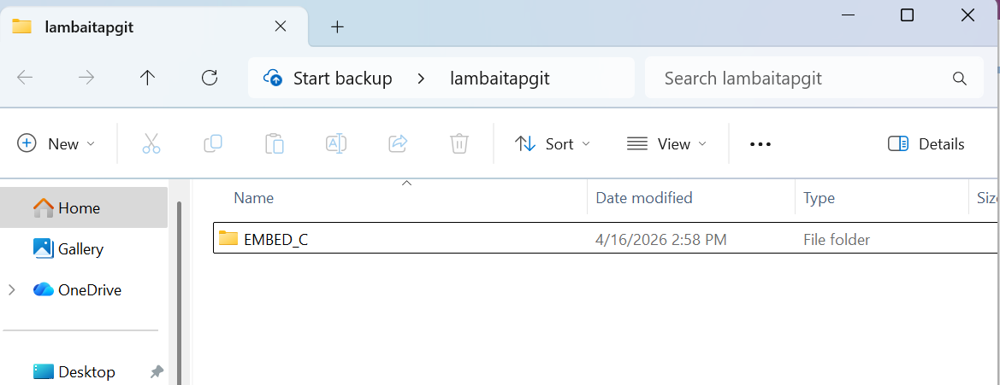 lambaitapgit
Start backup > lambaitapgit
Search lambaitapgit
New
Sort
View
Details
Home
Gallery
OneDrive
Desktop
Name Date modified Type Size
EMBED_C 4/16/2026 2:58 PM File folder